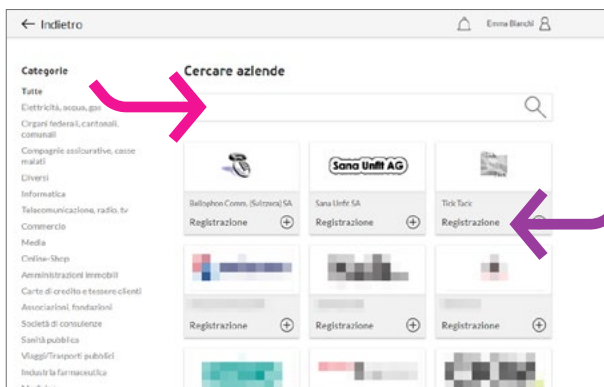 ← Indietro
Emma Bianchi
Categorie
Tutte
Elettricità, acqua, gas
Organi federali, cantonali,
comunali
Compagnie assicurative, casse
malati
Diversi
Informatica
Telecomunicazione, radio, tv
Commercio
Media
Online-Shop
Amministrazioni immobili
Carte di credito e tessere clienti
Associazioni, fondazioni
Società di consulenze
Sanità pubblica
Viaggi/Trasporti pubblici
Industria farmaceutica
Cercare aziende
Sana Unfit AG
Bellophon Comm. (Svizzera) SA
Sana Unfit SA
Tick Tack
Registrazione
Registrazione
Registrazione
Registrazione
Registrazione
Registrazione